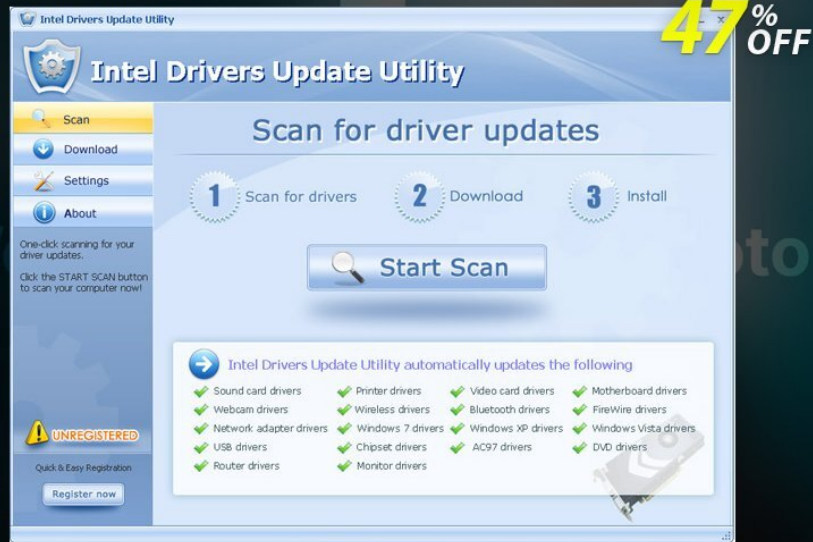 Intel Drivers Update Utility
47% OFF
Intel Drivers Update Utility
Scan
Download
Settings
About
One-click scanning for your
driver updates.
Click the START SCAN button
to scan your computer now!
UNREGISTERED
Quick & Easy Registration
Register now
Scan for driver updates
1 Scan for drivers 2 Download 3 Install
Start Scan
Intel Drivers Update Utility automatically updates the following
Sound card drivers Printer drivers Video card drivers Motherboard drivers
Webcam drivers Wireless drivers Bluetooth drivers FireWire drivers
Network adapter drivers Windows 7 drivers Windows XP drivers Windows Vista drivers
USB drivers Chipset drivers AC97 drivers DVD drivers
Router drivers Monitor drivers
to